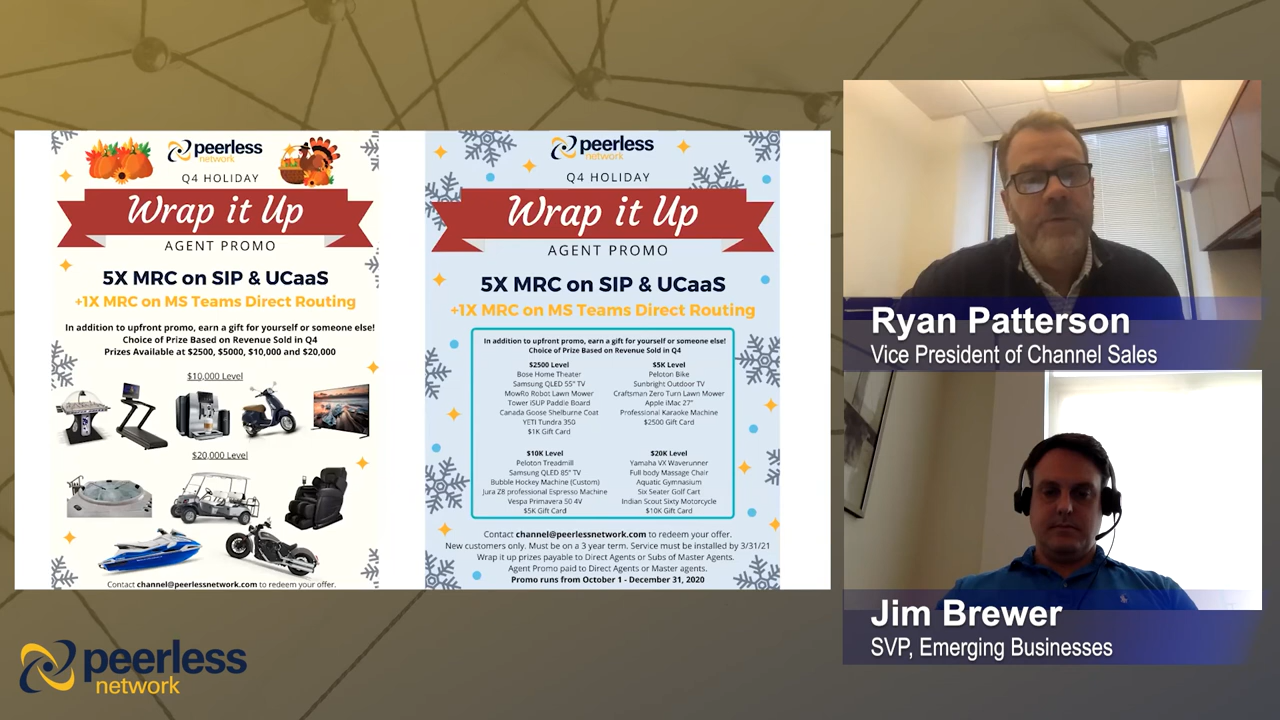 peerless
network
Q4 HOLIDAY
Wrap it Up
AGENT PROMO
5X MRC on SIP & UCaaS
+1X MRC on MS Teams Direct Routing
In addition to upfront promo, earn a gift for yourself or someone else!
Choice of Prize Based on Revenue Sold in Q4
Prizes Available at $2500, $5000, $10,000 and $20,000
$10,000 Level
$20,000 Level
Contact channel@peerlessnetwork.com to redeem your offer.
peerless
network
Q4 HOLIDAY
Wrap it Up
AGENT PROMO
5X MRC on SIP & UCaaS
+1X MRC on MS Teams Direct Routing
In addition to upfront promo, earn a gift for yourself or someone else!
Choice of Prize Based on Revenue Sold in Q4
$2500 Level
Bose Home Theater
Samsung QLED 55" TV
MowRo Robot Lawn Mower
Tower iSUP Paddle Board
Canada Goose Shelburne Coat
YETI Tundra 350
$1K Gift Card
$5K Level
Peloton Bike
Sunbright Outdoor TV
Craftsman Zero Turn Lawn Mower
Apple iMac 27"
Professional Karaoke Machine
$2500 Gift Card
$10K Level
Peloton Treadmill
Samsung QLED 85" TV
Bubble Hockey Machine (Custom)
Jura Z8 professional Espresso Machine
Vespa Primavera 50 4V
$5K Gift Card
$20K Level
Yamaha VX Waverunner
Full body Massage Chair
Aquatic Gymnasium
Six Seater Golf Cart
Indian Scout Sixty Motorcycle
$10K Gift Card
Contact channel@peerlessnetwork.com to redeem your offer.
New customers only. Must be on a 3 year term. Service must be installed by 3/31/21
Wrap it up prizes payable to Direct Agents or Subs of Master Agents.
Agent Promo paid to Direct Agents or Master agents.
Promo runs from October 1 - December 31, 2020
Ryan Patterson
Vice President of Channel Sales
Jim Brewer
SVP, Emerging Businesses
peerless
network